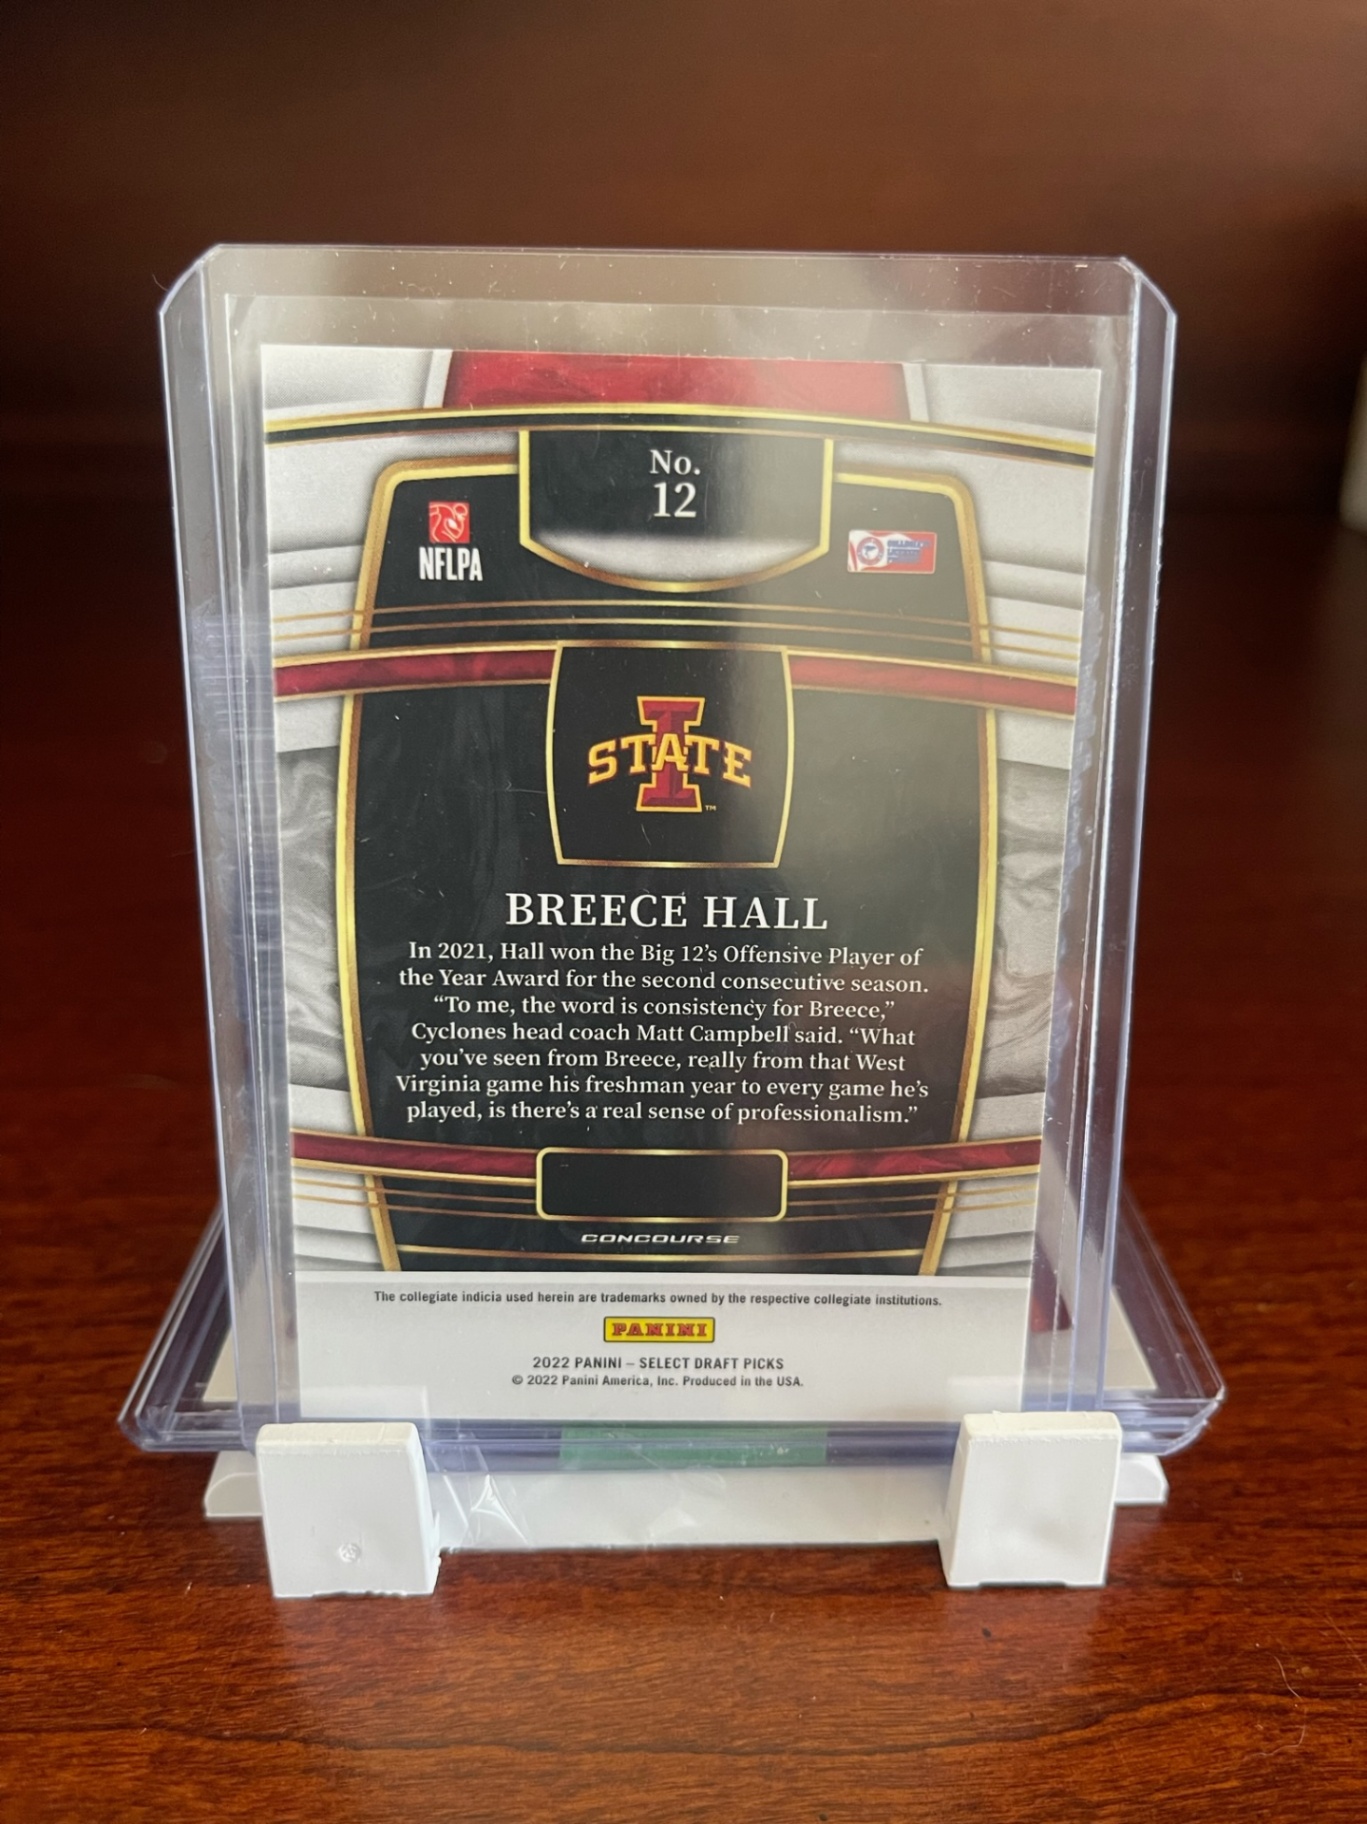 No.
12
NFLPA
STATE
™
BREECE HALL
In 2021, Hall won the Big 12's Offensive Player of
the Year Award for the second consecutive season.
“To me, the word is consistency for Breece,”
Cyclones head coach Matt Campbell said. “What
you've seen from Breece, really from that West
Virginia game his freshman year to every game he's
played, is there's a real sense of professionalism.”
CONCOURSE
The collegiate indicia used herein are trademarks owned by the respective collegiate institutions.
PANINI
2022 PANINI – SELECT DRAFT PICKS
© 2022 Panini America, Inc. Produced in the USA.